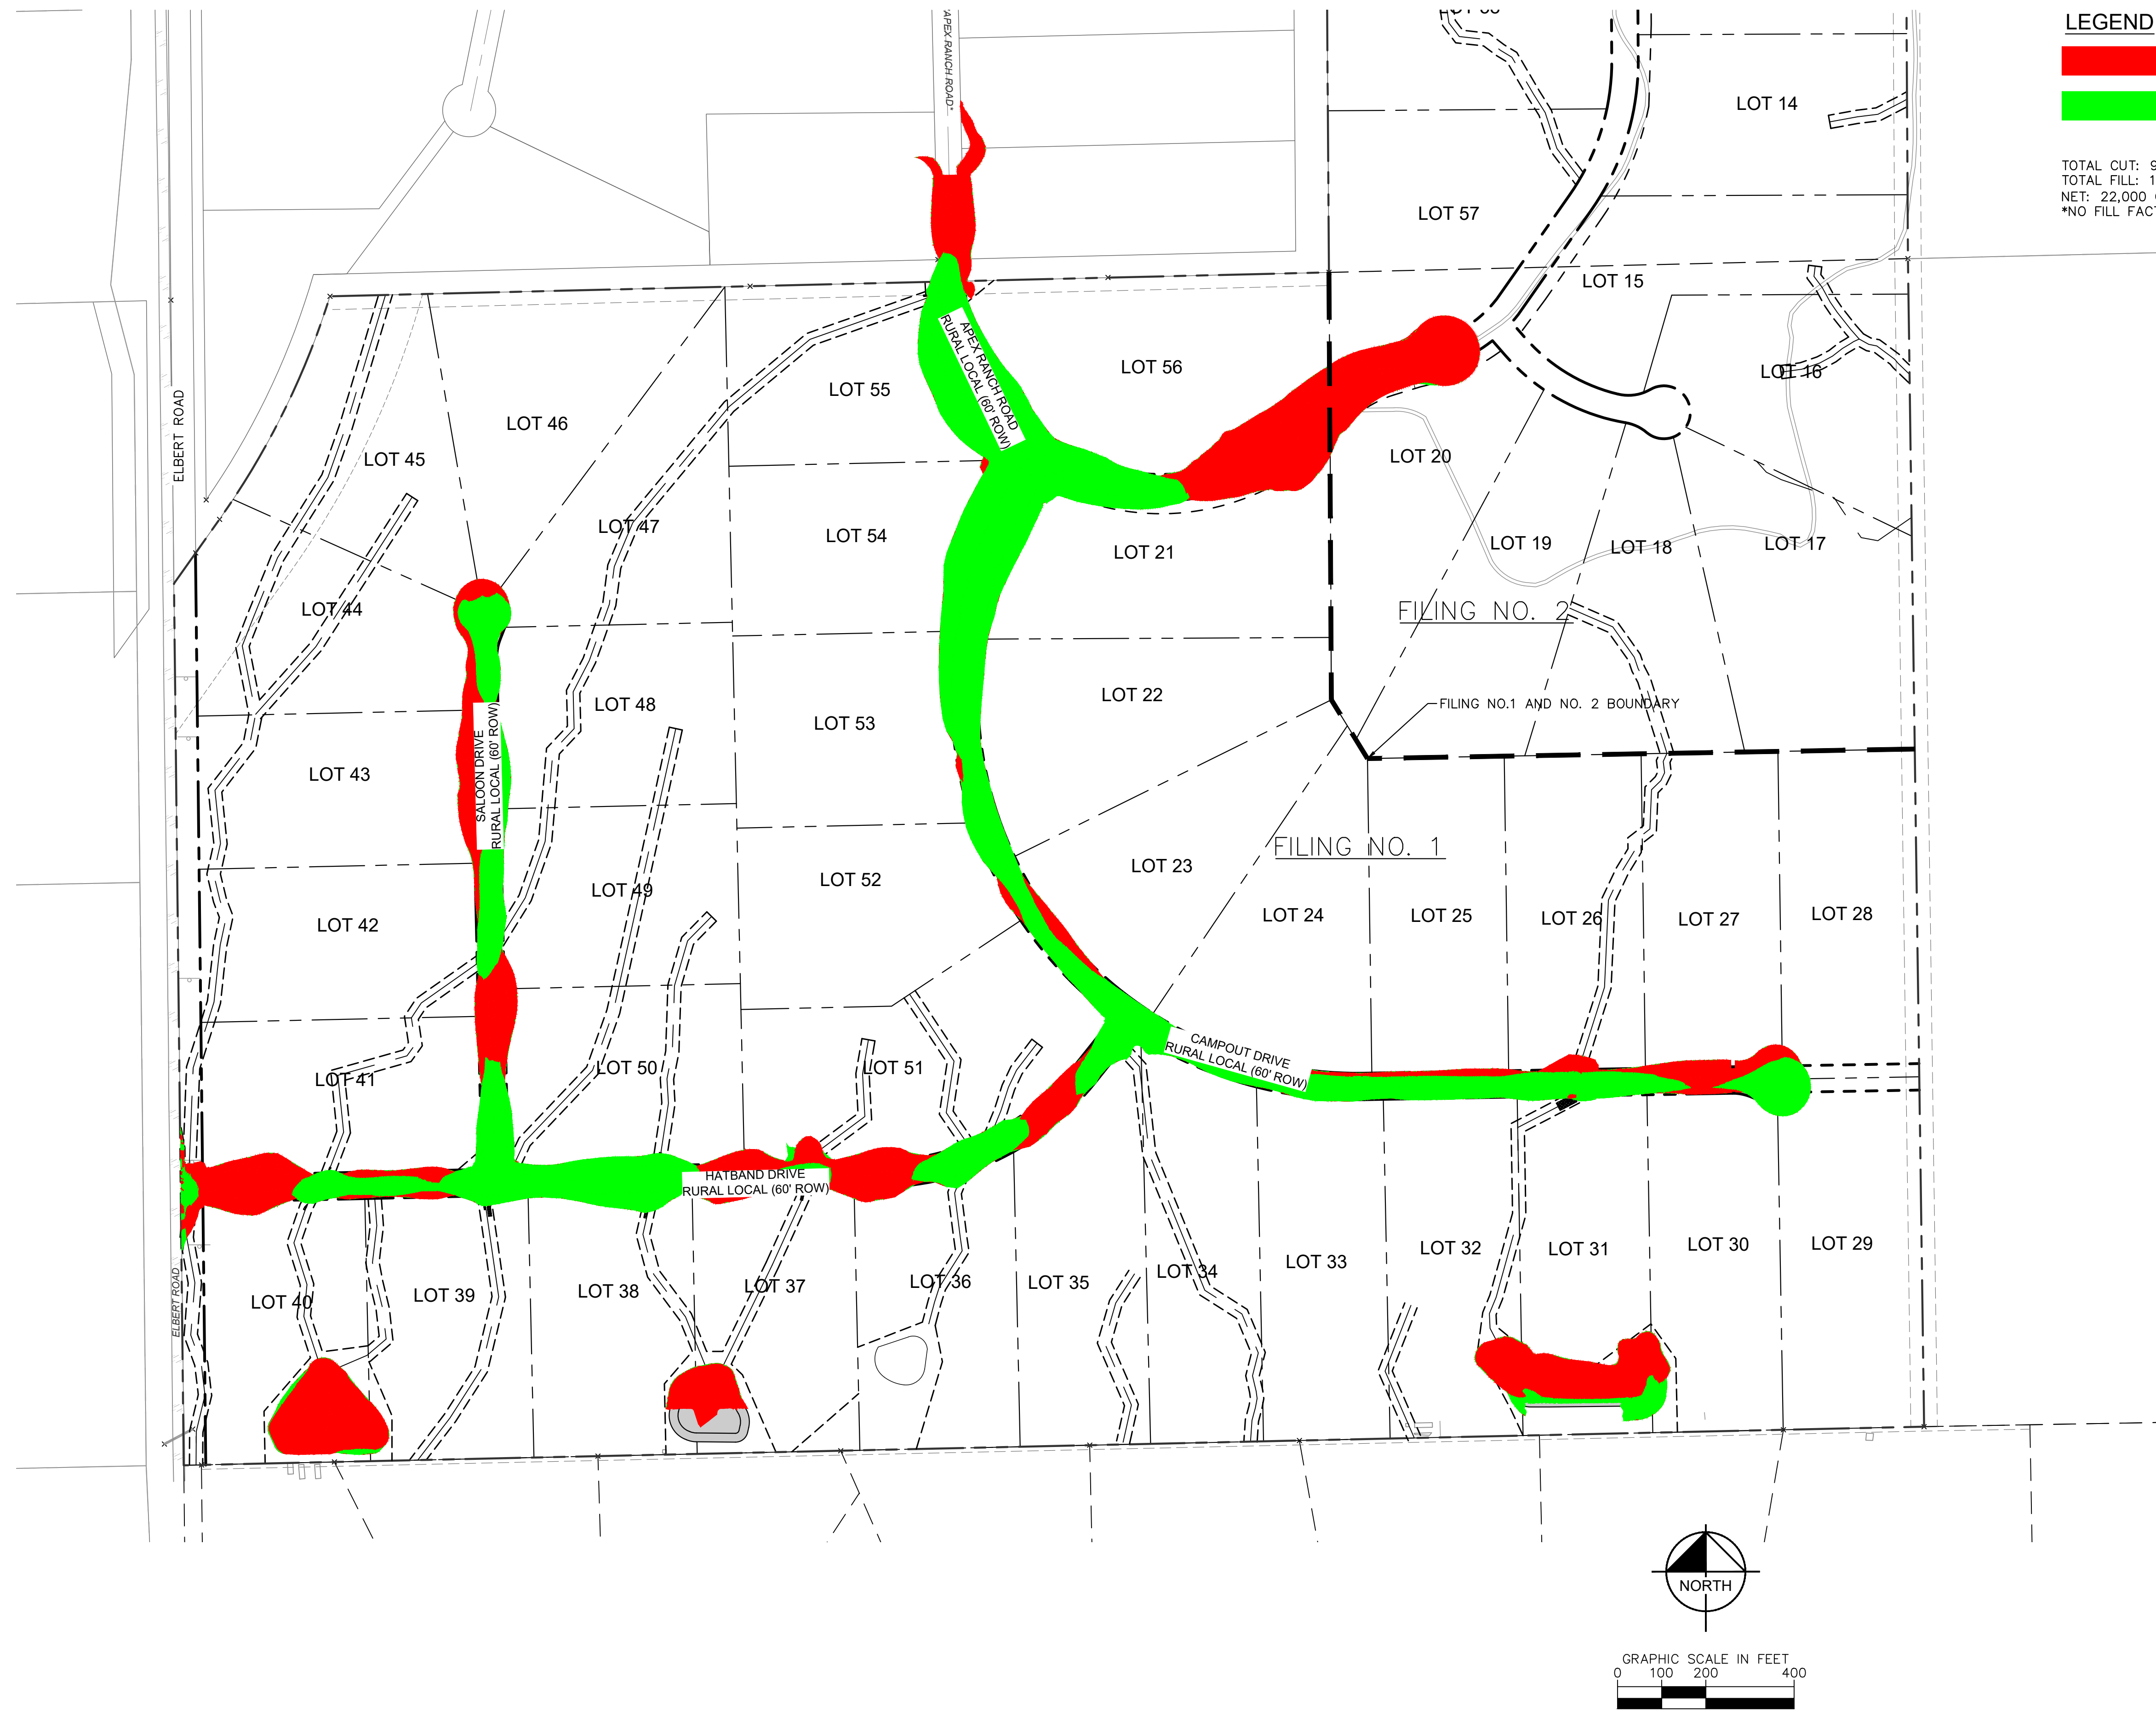 LEGEND
TOTAL CUT: 9
TOTAL FILL: 1
NET: 22,000
*NO FILL FACT
"APEX RANCH ROAD"
LOT 14
LOT 57
LOT 15
ELBERT ROAD
LOT 45
LOT 46
LOT 55
APEX RANCH ROAD
RURAL LOCAL (60' ROW)
LOT 56
LOT 16
LOT 20
LOT 47
LOT 54
LOT 21
LOT 19
LOT 18
LOT 17
LOT 44
FILING NO. 2
LOT 48
LOT 53
LOT 22
FILING NO.1 AND NO. 2 BOUNDARY
LOT 43
SALOON DRIVE
RURAL LOCAL (60' ROW)
FILING NO. 1
LOT 42
LOT 49
LOT 52
LOT 23
LOT 24
LOT 25
LOT 26
LOT 27
LOT 28
LOT 41
LOT 50
LOT 51
CAMPOUT DRIVE
RURAL LOCAL (60' ROW)
HATBAND DRIVE
RURAL LOCAL (60' ROW)
ELBERT ROAD
LOT 40
LOT 39
LOT 38
LOT 37
LOT 36
LOT 35
LOT 34
LOT 33
LOT 32
LOT 31
LOT 30
LOT 29
NORTH
GRAPHIC SCALE IN FEET
0 100 200 400